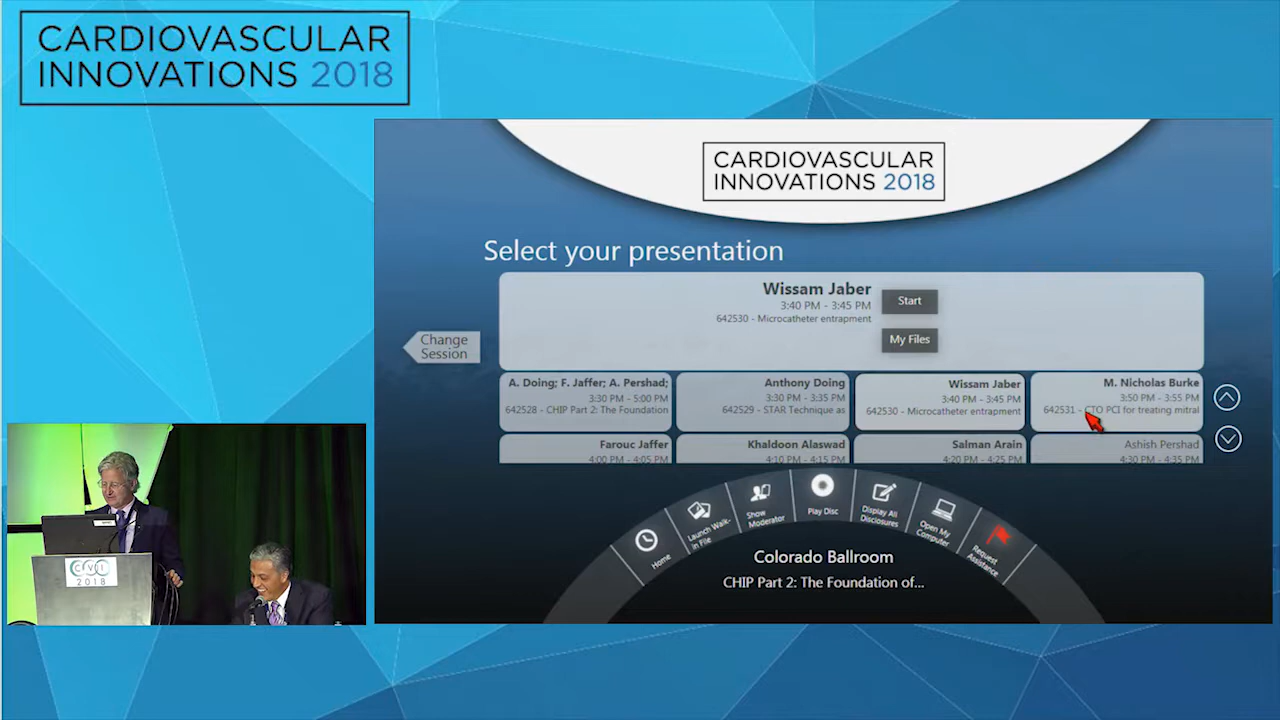 CARDIOVASCULAR
INNOVATIONS 2018
CARDIOVASCULAR
INNOVATIONS 2018
Select your presentation
Wissam Jaber
3:40 PM - 3:45 PM
642530 - Microcatheter entrapment
Start
My Files
Change
Session
A. Doing; F. Jaffer; A. Pershad;
3:30 PM - 5:00 PM
642528 - CHIP Part 2: The Foundation
Anthony Doing
3:30 PM - 3:35 PM
642529 - STAR Technique as
Wissam Jaber
3:40 PM - 3:45 PM
642530 - Microcatheter entrapment
M. Nicholas Burke
3:50 PM - 3:55 PM
642531 - CTO PCI for treating mitral
Farouc Jaffer
4:00 PM - 4:05 PM
Khaldoon Alaswad
4:10 PM - 4:15 PM
Salman Arain
4:20 PM - 4:25 PM
Ashish Pershad
4:30 PM - 4:35 PM
Home
Launch Walk-
in File
Show
Moderator
Play Disc
Display All
Disclosures
Open My
Computer
Request
Assistance
Colorado Ballroom
CHIP Part 2: The Foundation of...
CVI
2018